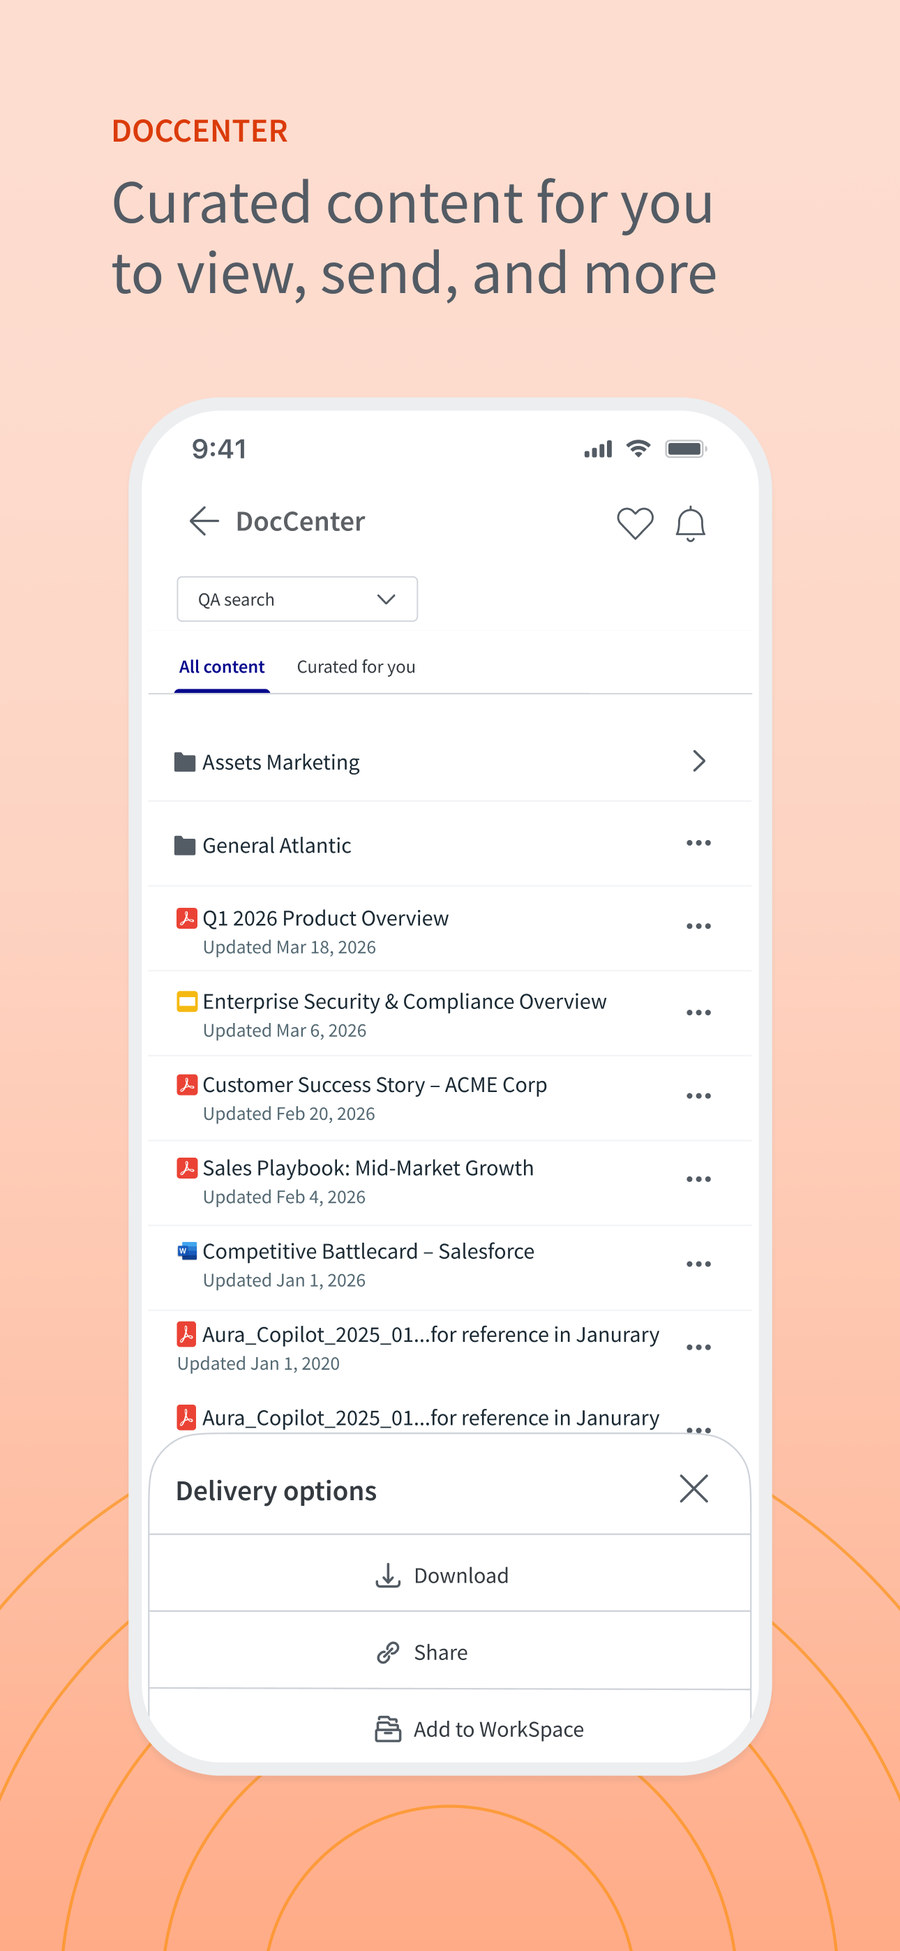 DOCCENTER
Curated content for you
to view, send, and more
9:41
DocCenter
QA search
All content
Curated for you
Assets Marketing
General Atlantic
Q1 2026 Product Overview
Updated Mar 18, 2026
Enterprise Security & Compliance Overview
Updated Mar 6, 2026
Customer Success Story – ACME Corp
Updated Feb 20, 2026
Sales Playbook: Mid-Market Growth
Updated Feb 4, 2026
W
Competitive Battlecard – Salesforce
Updated Jan 1, 2026
Aura_Copilot_2025_01...for reference in Janurary
Updated Jan 1, 2020
Aura_Copilot_2025_01...for reference in Janurary
Delivery options
Download
Share
Add to WorkSpace